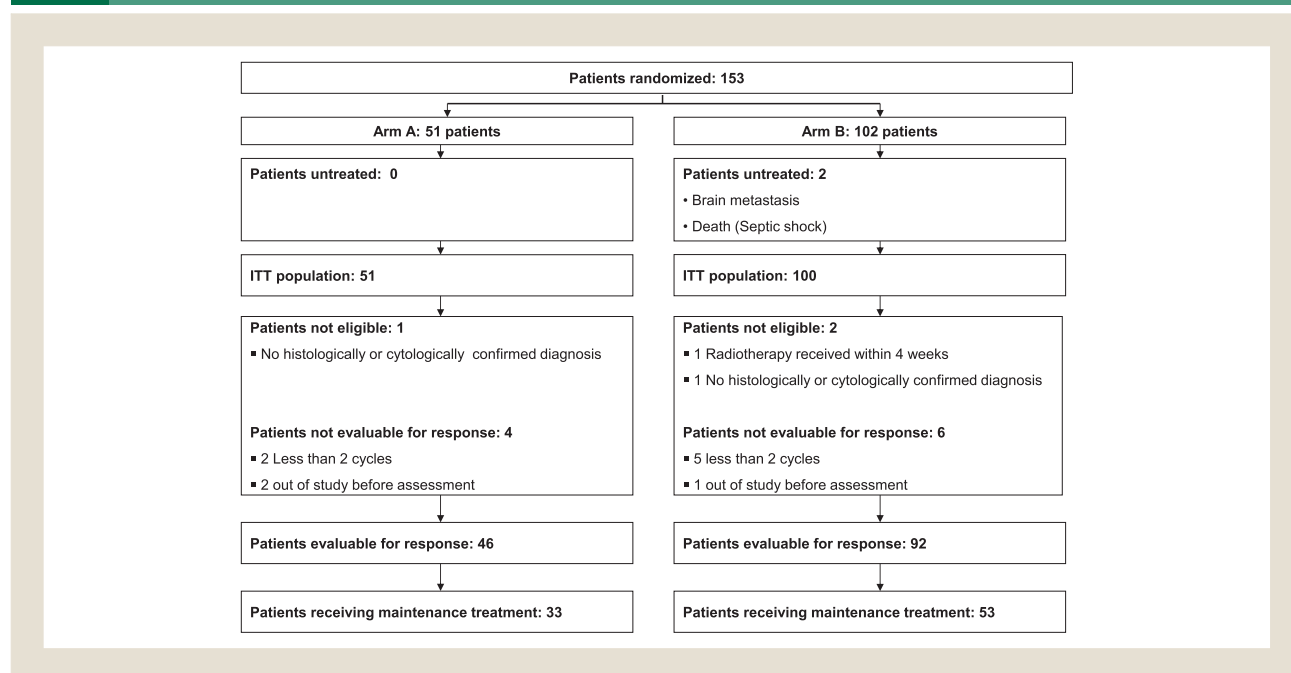 Patients randomized: 153
Arm A: 51 patients
Patients untreated:  0
ITT population: 51
Patients not eligible: 1
▪ No histologically or cytologically  confirmed diagnosis
Patients not evaluable for response: 4
▪ 2 Less than 2 cycles
▪ 2 out of study before assessment
Patients evaluable for response: 46
Patients receiving maintenance treatment: 33
Arm B: 102 patients
Patients untreated: 2
• Brain metastasis
• Death (Septic shock)
ITT population: 100
Patients not eligible: 2
▪ 1 Radiotherapy received within 4 weeks
▪ 1 No histologically or cytologically confirmed diagnosis
Patients not evaluable for response: 6
▪ 5 less than 2 cycles
▪ 1 out of study before assessment
Patients evaluable for response: 92
Patients receiving maintenance treatment: 53